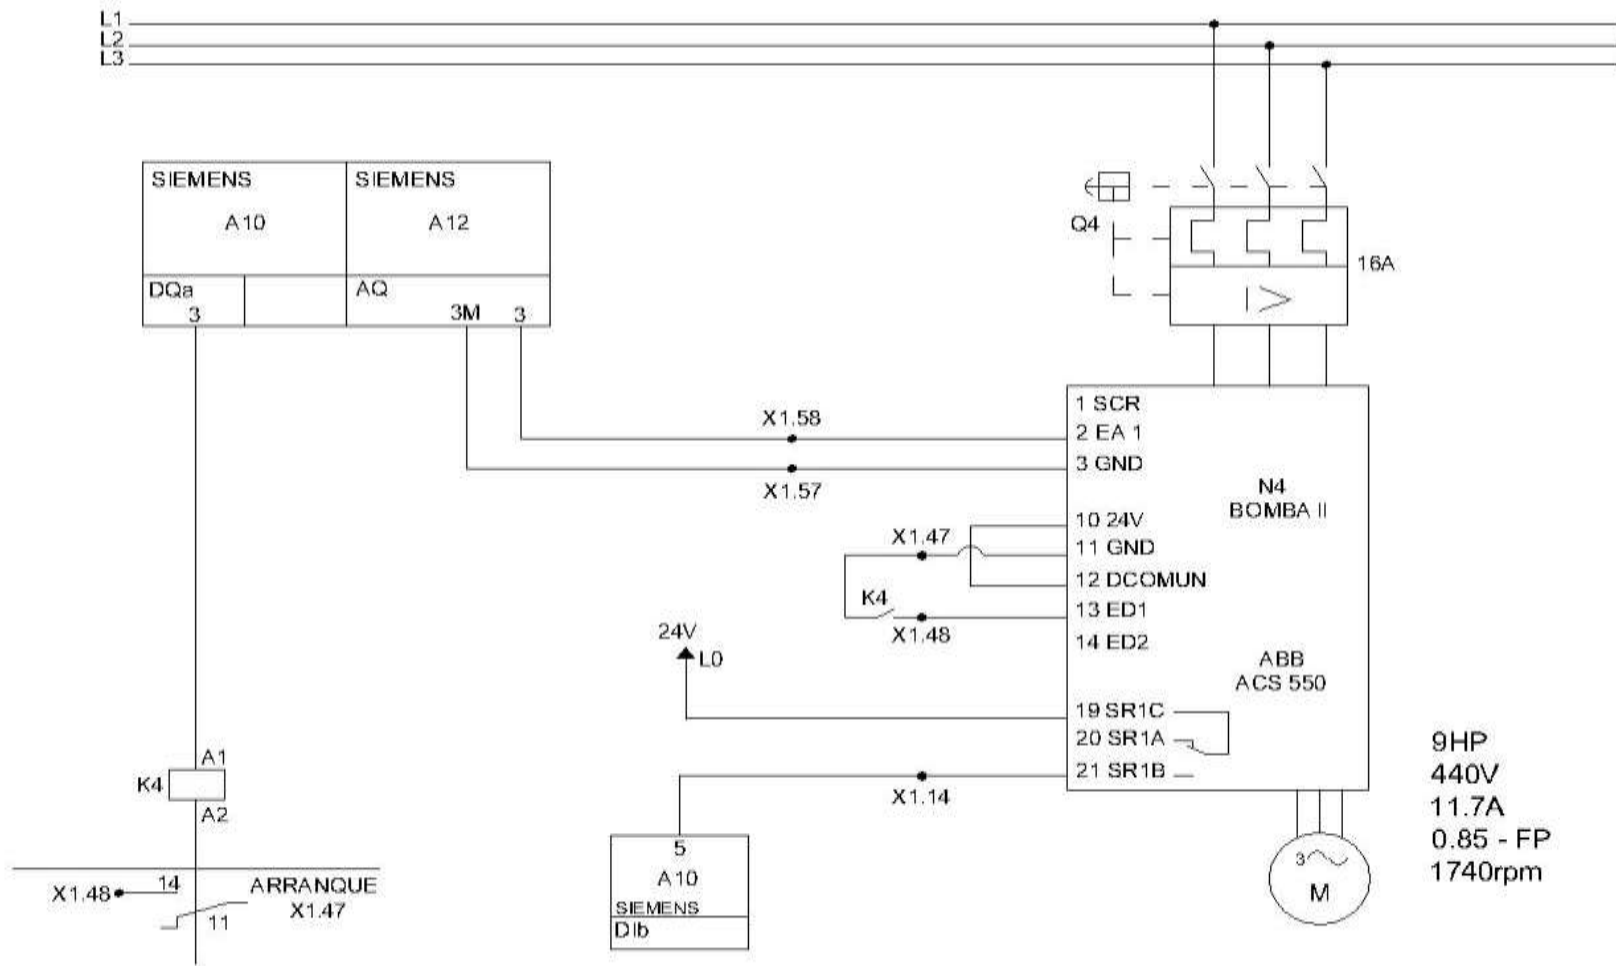 L1
L2
L3
SIEMENS
A10
SIEMENS
A12
DQa
3
AQ
3M 3
Q4
16A
X1.58
X1.57
1 SCR
2 EA 1
3 GND
N4
BOMBA II
10 24V
11 GND
12 DCOMUN
13 ED1
14 ED2
X1.47
K4
X1.48
24V
L0
ABB
ACS 550
19 SR1C
20 SR1A
21 SR1B
X1.14
A1
K4
A2
14
X1.48
ARRANQUE
X1.47
11
5
A10
SIEMENS
DIb
3
M
9HP
440V
11.7A
0.85 - FP
1740rpm